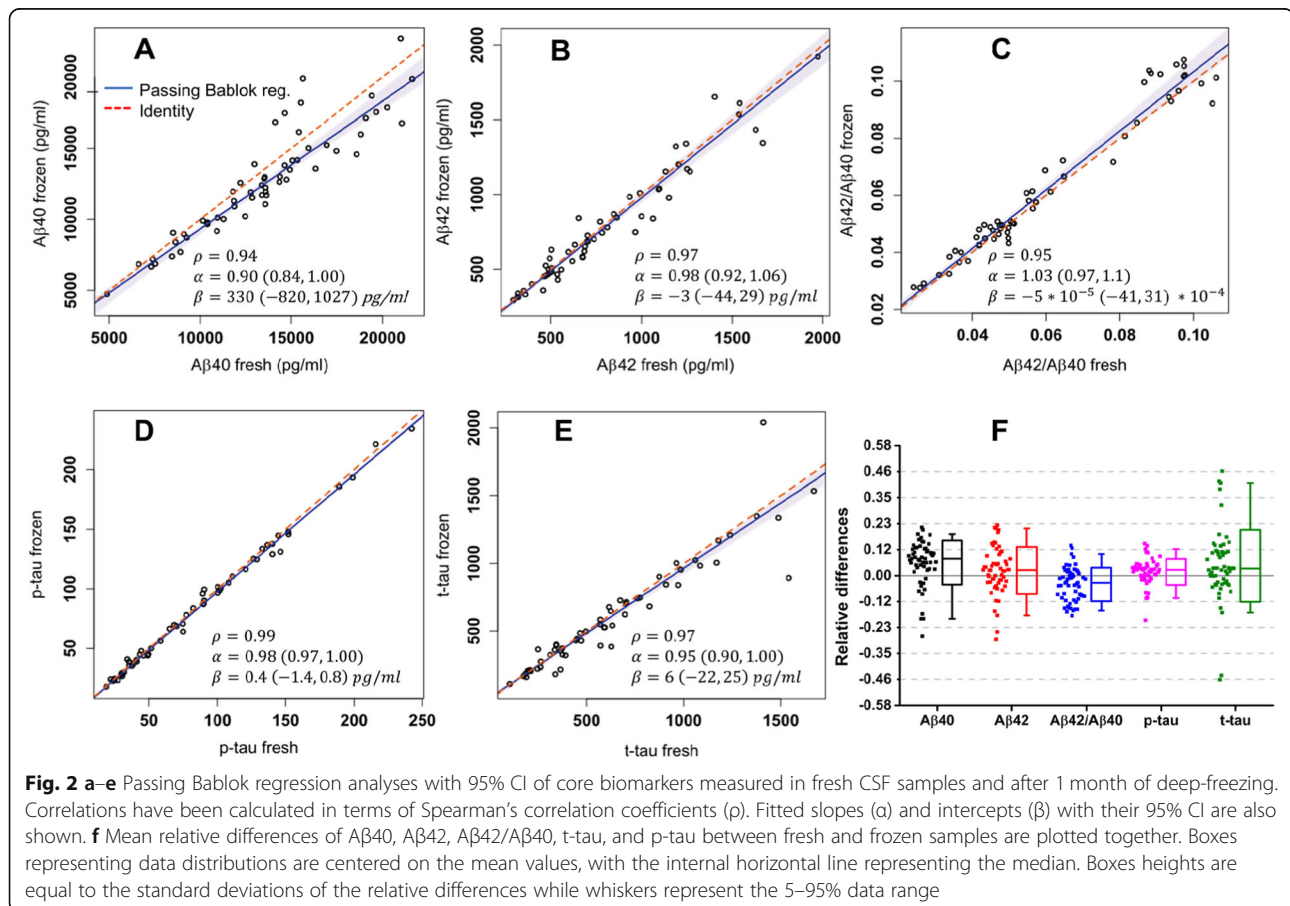 A
Passing Bablok reg.
Identity
Aβ40 frozen (pg/ml)
20000
15000
10000
5000
ρ = 0.94
α = 0.90 (0.84, 1.00)
β = 330 (−820, 1027) pg/ml
5000 10000 15000 20000
Aβ40 fresh (pg/ml)
B
Aβ42 frozen (pg/ml)
2000
1500
1000
500
ρ = 0.97
α = 0.98 (0.92, 1.06)
β = −3 (−44, 29) pg/ml
500 1000 1500 2000
Aβ42 fresh (pg/ml)
C
Aβ42/Aβ40 frozen
0.10
0.08
0.06
0.04
0.02
ρ = 0.95
α = 1.03 (0.97, 1.1)
β = −5 * 10⁻⁵ (−41, 31) * 10⁻⁴
0.04 0.06 0.08 0.10
Aβ42/Aβ40 fresh
D
p-tau frozen
200
150
100
50
ρ = 0.99
α = 0.98 (0.97, 1.00)
β = 0.4 (−1.4, 0.8) pg/ml
50 100 150 200 250
p-tau fresh
E
t-tau frozen
2000
1500
1000
500
ρ = 0.97
α = 0.95 (0.90, 1.00)
β = 6 (−22, 25) pg/ml
500 1000 1500
t-tau fresh
F
Relative differences
0.58
0.46
0.35
0.23
0.12
0.00
-0.12
-0.23
-0.35
-0.46
-0.58
Aβ40 Aβ42 Aβ42/Aβ40 p-tau t-tau
Fig. 2 a–e Passing Bablok regression analyses with 95% CI of core biomarkers measured in fresh CSF samples and after 1 month of deep-freezing.
Correlations have been calculated in terms of Spearman's correlation coefficients (ρ). Fitted slopes (α) and intercepts (β) with their 95% CI are also
shown. f Mean relative differences of Aβ40, Aβ42, Aβ42/Aβ40, t-tau, and p-tau between fresh and frozen samples are plotted together. Boxes
representing data distributions are centered on the mean values, with the internal horizontal line representing the median. Boxes heights are
equal to the standard deviations of the relative differences while whiskers represent the 5–95% data range